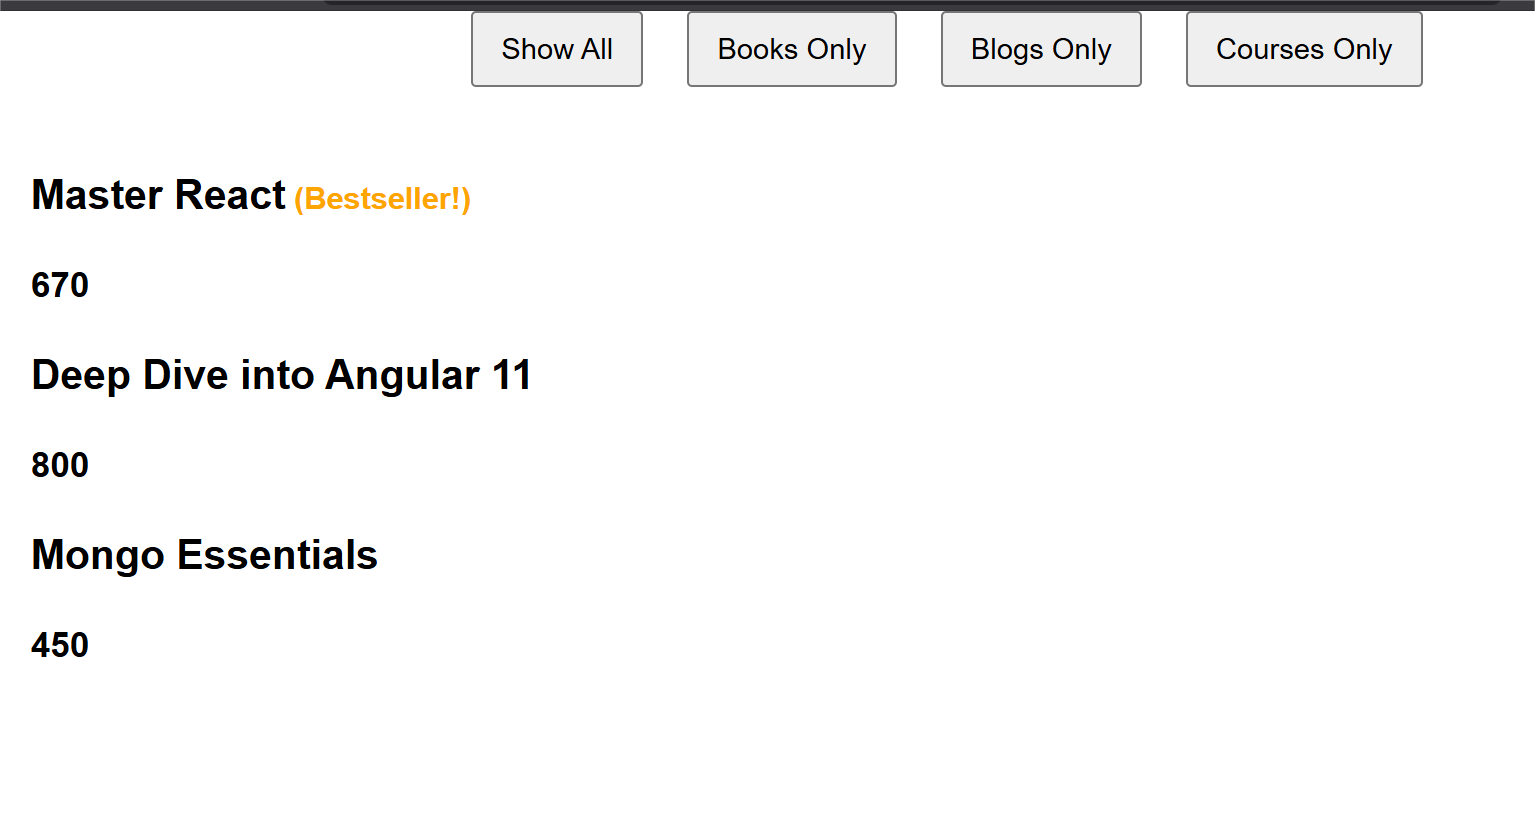 Show All Books Only Blogs Only Courses Only
Master React (Bestseller!)
670
Deep Dive into Angular 11
800
Mongo Essentials
450